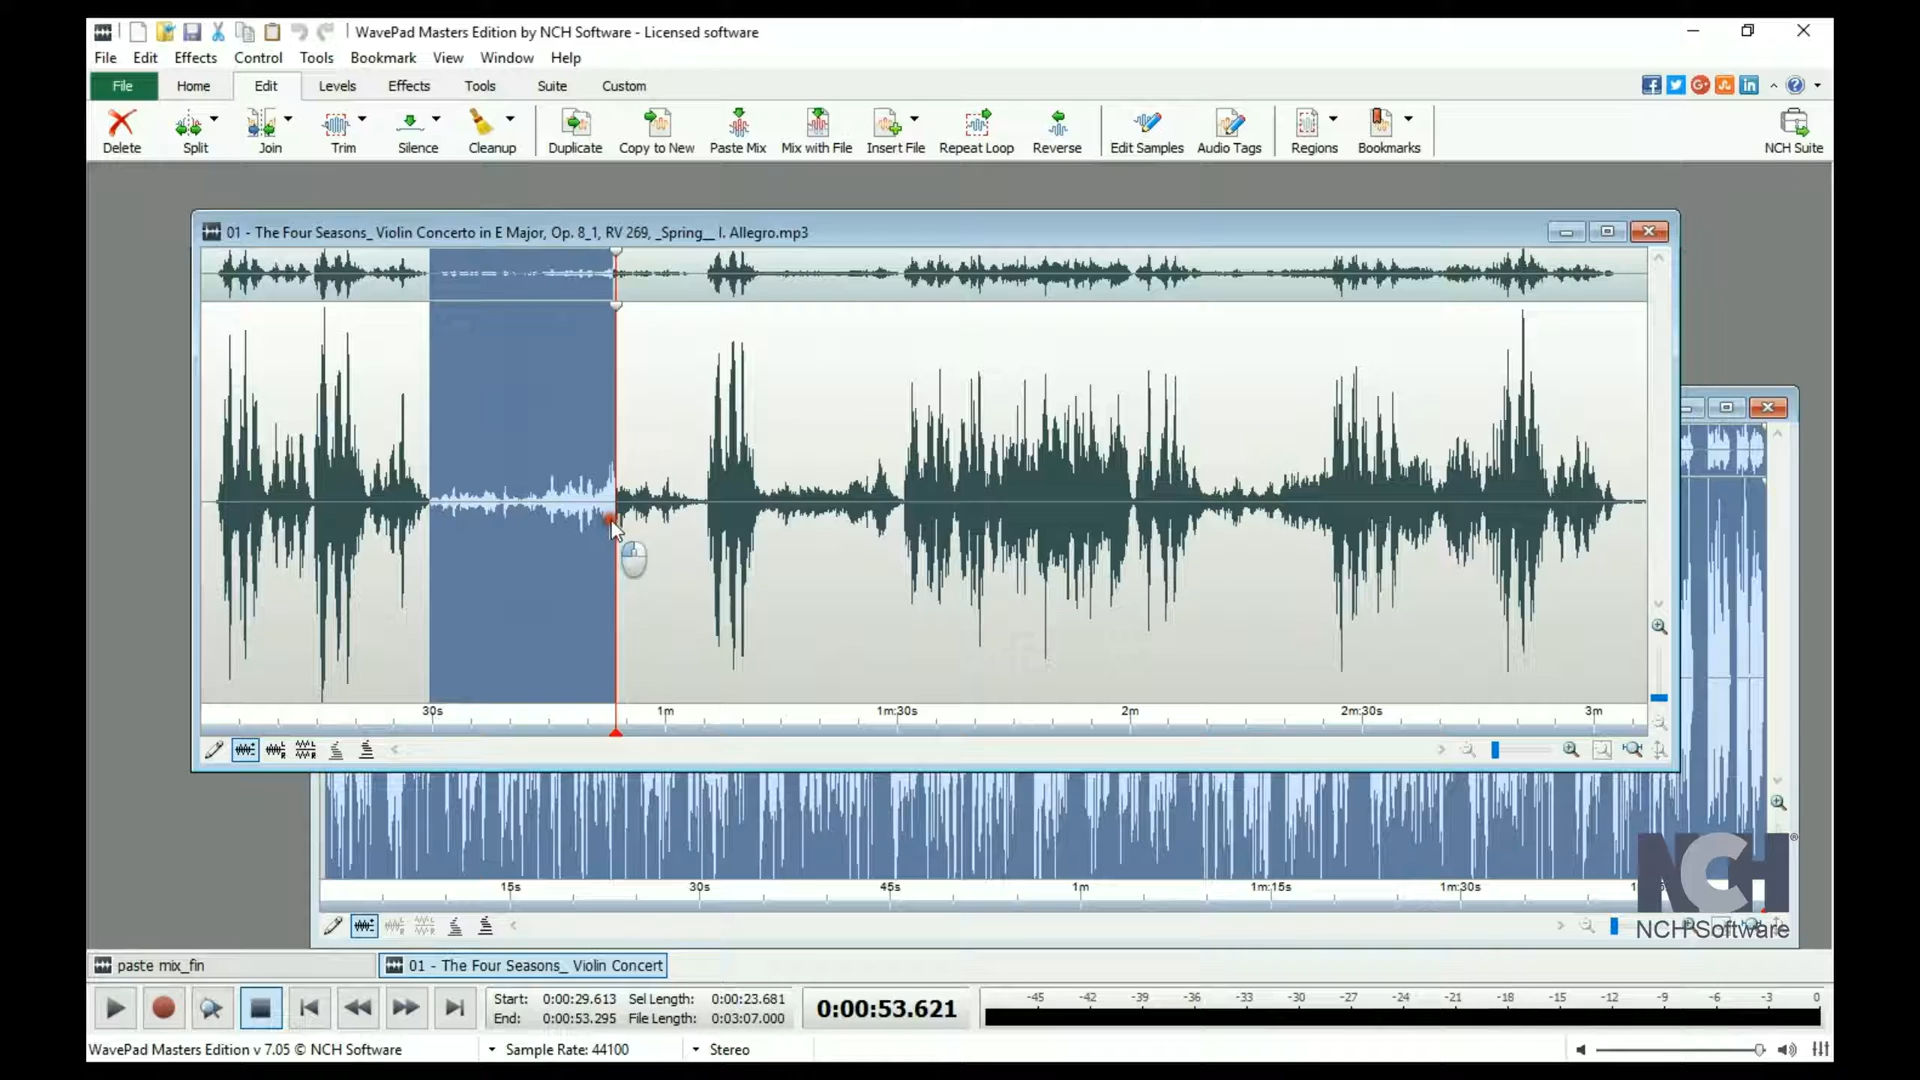 WavePad Masters Edition by NCH Software - Licensed software
File Edit Effects Control Tools Bookmark View Window Help
File Home Edit Levels Effects Tools Suite Custom
Delete Split Join Trim Silence Cleanup Duplicate Copy to New Paste Mix Mix with File Insert File Repeat Loop Reverse Edit Samples Audio Tags Regions Bookmarks NCH Suite
01 - The Four Seasons_ Violin Concerto in E Major, Op. 8_1, RV 269, _Spring__ I. Allegro.mp3
30s 1m 1m:30s 2m 2m:30s 3m
15s 30s 45s 1m 1m:15s 1m:30s
NCH®
NCH Software
paste mix_fin 01 - The Four Seasons_ Violin Concert
Start: 0:00:29.613 Sel Length: 0:00:23.681
End: 0:00:53.295 File Length: 0:03:07.000
0:00:53.621
-45 -42 -39 -36 -33 -30 -27 -24 -21 -18 -15 -12 -9 -6 -3 0
WavePad Masters Edition v 7.05 © NCH Software Sample Rate: 44100 Stereo